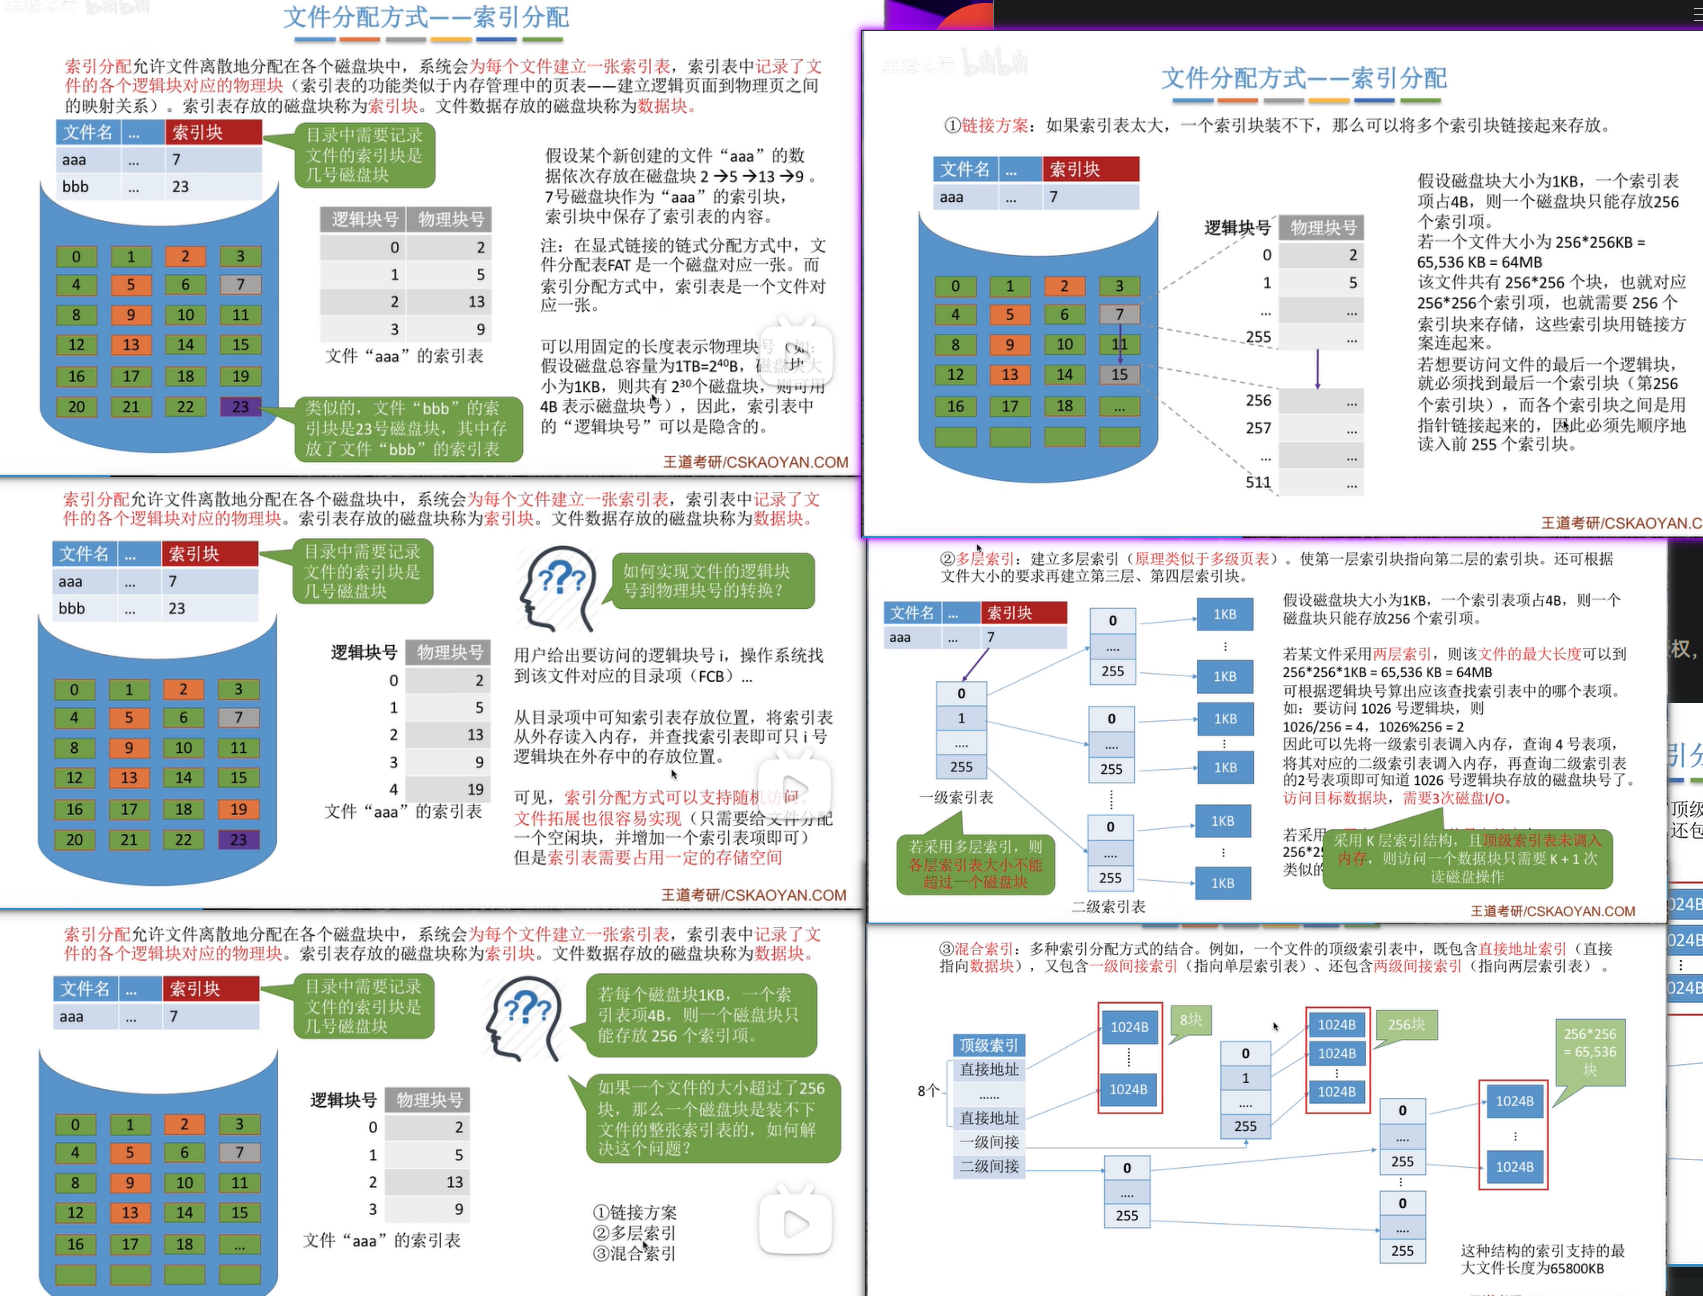 文件分配方式——索引分配
索引分配允许文件离散地分配在各个磁盘块中，系统会为每个文件建立一张索引表，索引表中记录了文
件的各个逻辑块对应的物理块（索引表的功能类似于内存管理中的页表——建立逻辑页面到物理页之间
的映射关系）。索引表存放的磁盘块称为索引块。文件数据存放的磁盘块称为数据块。
文件名 ... 索引块
aaa ... 7
bbb ... 23
目录中需要记录
文件的索引块是
几号磁盘块
0 1 2 3
4 5 6 7
8 9 10 11
12 13 14 15
16 17 18 19
20 21 22 23
逻辑块号 物理块号
0 2
1 5
2 13
3 9
文件“aaa”的索引表
类似的，文件“bbb”的索
引块是23号磁盘块，其中存
放了文件“bbb”的索引表
假设某个新创建的文件“aaa”的数
据依次存放在磁盘块 2→5→13→9 。
7号磁盘块作为“aaa”的索引块，
索引块中保存了索引表的内容。
注：在显式链接的链式分配方式中，文
件分配表FAT 是一个磁盘对应一张。而
索引分配方式中，索引表是一个文件对
应一张。
可以用固定的长度表示物理块号（如：
假设磁盘总容量为1TB=2⁴⁰B，磁盘块大
小为1KB，则共有 2³⁰个磁盘块，则可用
4B 表示磁盘块号），因此，索引表中
的“逻辑块号”可以是隐含的。
王道考研/CSKAOYAN.COM
索引分配允许文件离散地分配在各个磁盘块中，系统会为每个文件建立一张索引表，索引表中记录了文
件的各个逻辑块对应的物理块。索引表存放的磁盘块称为索引块。文件数据存放的磁盘块称为数据块。
文件名 ... 索引块
aaa ... 7
bbb ... 23
目录中需要记录
文件的索引块是
几号磁盘块
???
如何实现文件的逻辑块
号到物理块号的转换？
0 1 2 3
4 5 6 7
8 9 10 11
12 13 14 15
16 17 18 19
20 21 22 23
逻辑块号 物理块号
0 2
1 5
2 13
3 9
4 19
文件“aaa”的索引表
用户给出要访问的逻辑块号 i，操作系统找
到该文件对应的目录项（FCB）...
从目录项中可知索引表存放位置，将索引表
从外存读入内存，并查找索引表即可只 i 号
逻辑块在外存中的存放位置。
可见，索引分配方式可以支持随机访问。
文件拓展也很容易实现（只需要给文件分配
一个空闲块，并增加一个索引表项即可）
但是索引表需要占用一定的存储空间
王道考研/CSKAOYAN.COM
索引分配允许文件离散地分配在各个磁盘块中，系统会为每个文件建立一张索引表，索引表中记录了文
件的各个逻辑块对应的物理块。索引表存放的磁盘块称为索引块。文件数据存放的磁盘块称为数据块。
文件名 ... 索引块
aaa ... 7
目录中需要记录
文件的索引块是
几号磁盘块
???
若每个磁盘块1KB，一个索
引表项4B，则一个磁盘块只
能存放 256 个索引项。
如果一个文件的大小超过了256
块，那么一个磁盘块是装不下
文件的整张索引表的，如何解
决这个问题？
0 1 2 3
4 5 6 7
8 9 10 11
12 13 14 15
16 17 18 ...
逻辑块号 物理块号
0 2
1 5
2 13
3 9
文件“aaa”的索引表
①链接方案
②多层索引
③混合索引
bilibili
文件分配方式——索引分配
①链接方案：如果索引表太大，一个索引块装不下，那么可以将多个索引块链接起来存放。
文件名 ... 索引块
aaa ... 7
0 1 2 3
4 5 6 7
8 9 10 11
12 13 14 15
16 17 18 ...
逻辑块号 物理块号
0 2
1 5
... ...
255 ...
256 ...
257 ...
... ...
511 ...
假设磁盘块大小为1KB，一个索引表
项占4B，则一个磁盘块只能存放256
个索引项。
若一个文件大小为 256*256KB =
65,536 KB = 64MB
该文件共有 256*256 个块，也就对应
256*256个索引项，也就需要 256 个
索引块来存储，这些索引块用链接方
案连起来。
若想要访问文件的最后一个逻辑块，
就必须找到最后一个索引块（第256
个索引块），而各个索引块之间是用
指针链接起来的，因此必须先顺序地
读入前 255 个索引块。
王道考研/CSKAOYAN.C
②多层索引：建立多层索引（原理类似于多级页表）。使第一层索引块指向第二层的索引块。还可根据
文件大小的要求再建立第三层、第四层索引块。
文件名 ... 索引块
aaa ... 7
0
1
....
255
一级索引表
0
....
255
0
....
255
0
....
255
二级索引表
1KB
1KB
1KB
1KB
1KB
1KB
若采用多层索引，则
各层索引表大小不能
超过一个磁盘块
假设磁盘块大小为1KB，一个索引表项占4B，则一个
磁盘块只能存放256 个索引项。
若某文件采用两层索引，则该文件的最大长度可以到
256*256*1KB = 65,536 KB = 64MB
可根据逻辑块号算出应该查找索引表中的哪个表项。
如：要访问 1026 号逻辑块，则
1026/256 = 4，1026%256 = 2
因此可以先将一级索引表调入内存，查询 4 号表项，
将其对应的二级索引表调入内存，再查询二级索引表
的2号表项即可知道 1026 号逻辑块存放的磁盘块号了。
访问目标数据块，需要3次磁盘I/O。
若采用
256*25
类似的
采用 K 层索引结构，且顶级索引表未调入
内存，则访问一个数据块只需要 K + 1 次
读磁盘操作
王道考研/CSKAOYAN.COM
③混合索引：多种索引分配方式的结合。例如，一个文件的顶级索引表中，既包含直接地址索引（直接
指向数据块），又包含一级间接索引（指向单层索引表）、还包含两级间接索引（指向两层索引表）。
顶级索引
直接地址
......
直接地址
一级间接
二级间接
8个
1024B
1024B
8块
0
1
....
255
1024B
1024B
1024B
256块
0
....
255
0
....
255
0
....
255
1024B
1024B
256*256
= 65,536
块
这种结构的索引支持的最
大文件长度为65800KB
权，
引分
顶级
还包
024B
024B
024B